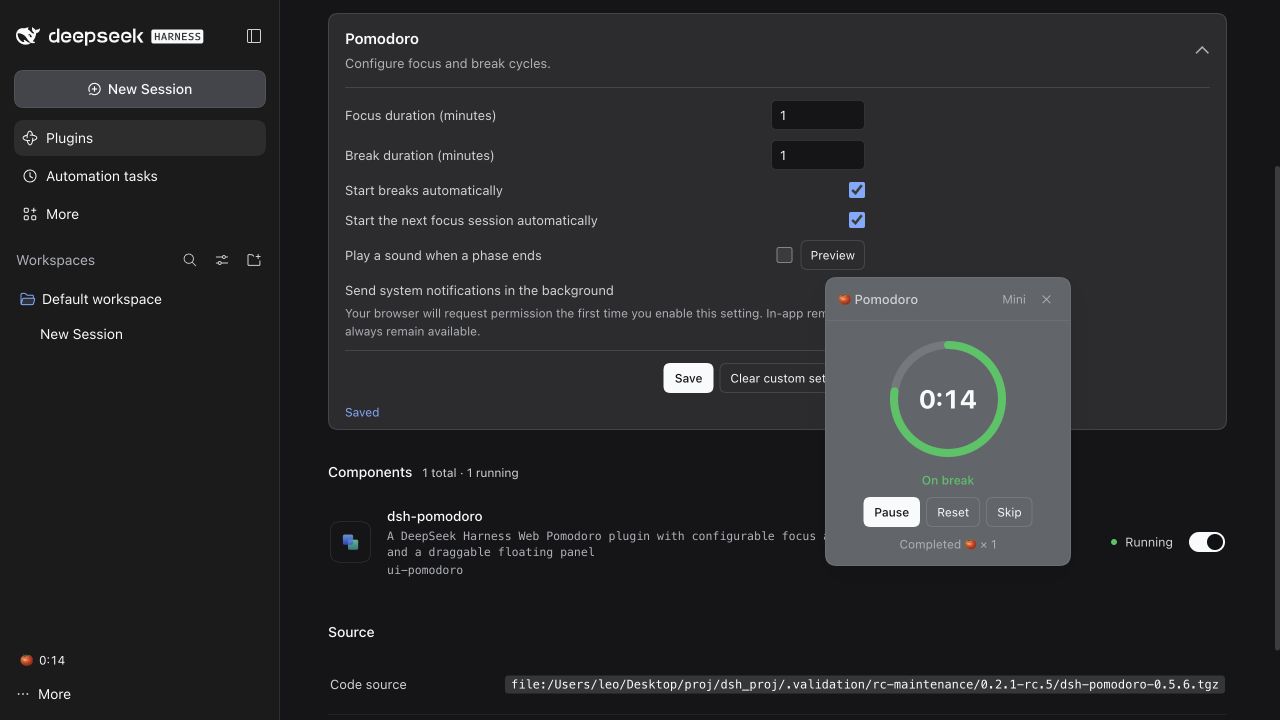 deepseek HARNESS
New Session
Plugins
Automation tasks
More
Workspaces
Default workspace
New Session
0:14
More
Pomodoro
Configure focus and break cycles.
Focus duration (minutes)
1
Break duration (minutes)
1
Start breaks automatically
Start the next focus session automatically
Play a sound when a phase ends
Preview
Send system notifications in the background
Your browser will request permission the first time you enable this setting. In-app rem
always remain available.
Save
Clear custom set
Saved
Pomodoro
Mini
0:14
On break
Pause
Reset
Skip
Completed × 1
Components
1 total · 1 running
dsh-pomodoro
A DeepSeek Harness Web Pomodoro plugin with configurable focus a
and a draggable floating panel
ui-pomodoro
Running
Source
Code source
file:/Users/leo/Desktop/proj/dsh_proj/.validation/rc-maintenance/0.2.1-rc.5/dsh-pomodoro-0.5.6.tgz